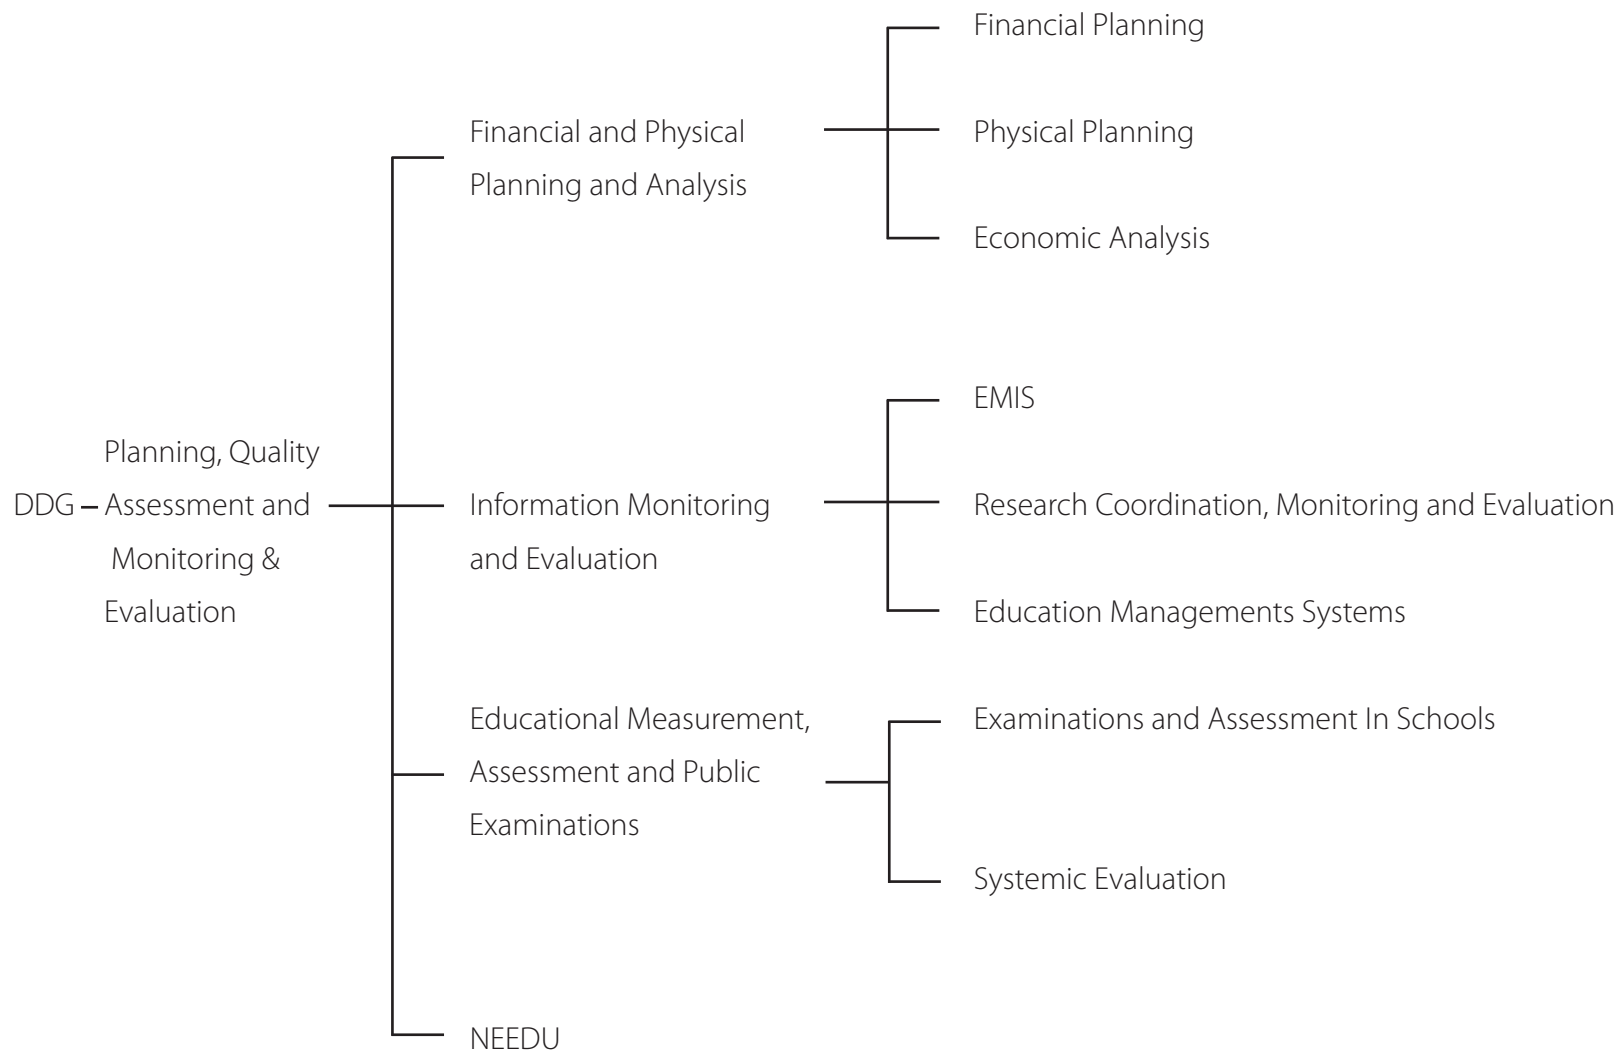 DDG – Planning, Quality
Assessment and
Monitoring &
Evaluation
Financial and Physical
Planning and Analysis
Financial Planning
Physical Planning
Economic Analysis
Information Monitoring
and Evaluation
EMIS
Research Coordination, Monitoring and Evaluation
Education Managements Systems
Educational Measurement,
Assessment and Public
Examinations
Examinations and Assessment In Schools
Systemic Evaluation
NEEDU